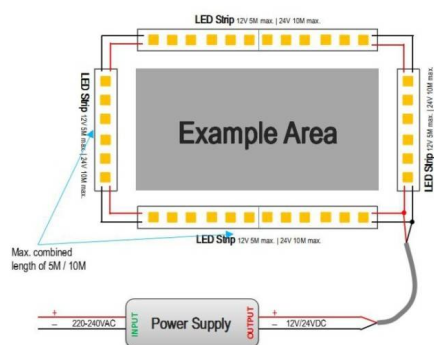 LED Strip 12V 5M max. | 24V 10M max.
LED Strip 12V 5M max. | 24V 10M max.
Example Area
LED Strip 12V 5M max. | 24V 10M max.
LED Strip 12V 5M max. | 24V 10M max.
Max. combined
length of 5M / 10M
+
220-240VAC
–
INPUT
Power Supply
OUTPUT
+
12V/24VDC
–